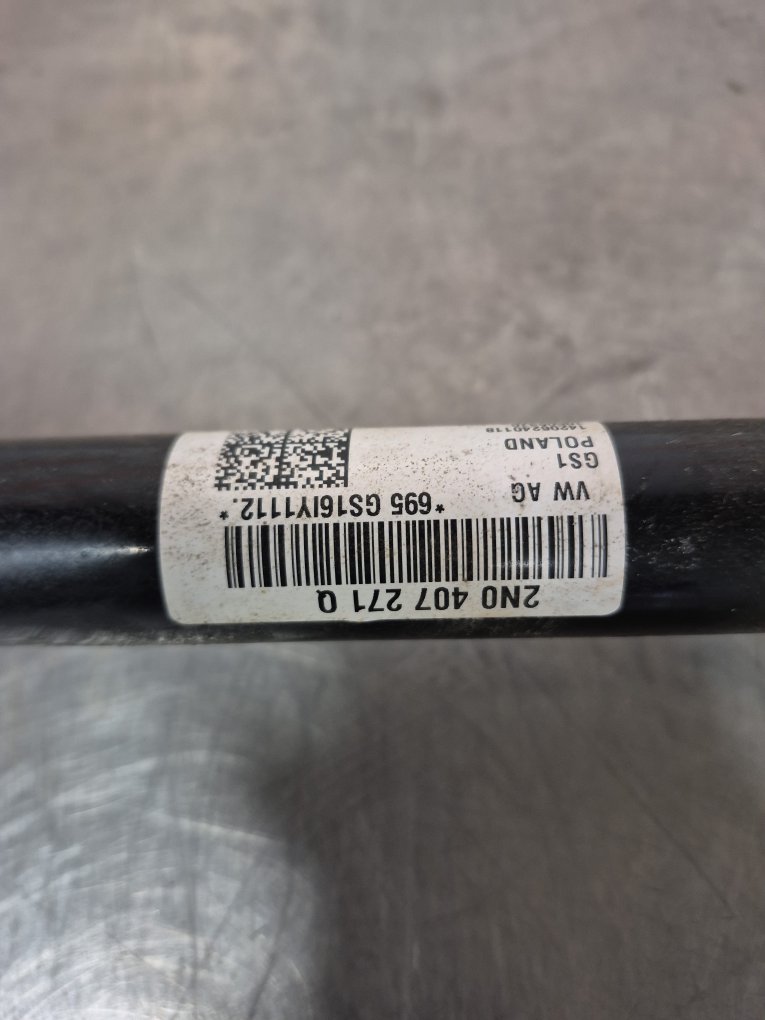 2N0 407 271 Q
*695 GS16IY1112.*
VW AG
GS1
POLAND